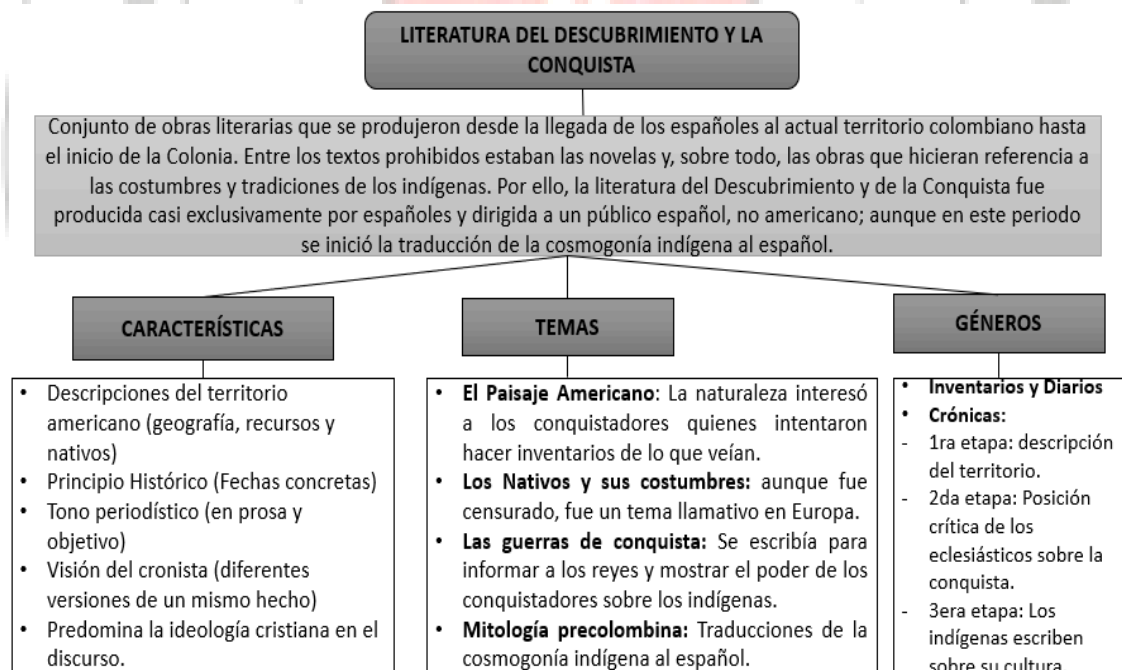 LITERATURA DEL DESCUBRIMIENTO Y LA
CONQUISTA
Conjunto de obras literarias que se produjeron desde la llegada de los españoles al actual territorio colombiano hasta
el inicio de la Colonia. Entre los textos prohibidos estaban las novelas y, sobre todo, las obras que hicieran referencia a
las costumbres y tradiciones de los indígenas. Por ello, la literatura del Descubrimiento y de la Conquista fue
producida casi exclusivamente por españoles y dirigida a un público español, no americano; aunque en este periodo
se inició la traducción de la cosmogonía indígena al español.
CARACTERÍSTICAS
• Descripciones del territorio
americano (geografía, recursos y
nativos)
• Principio Histórico (Fechas concretas)
• Tono periodístico (en prosa y
objetivo)
• Visión del cronista (diferentes
versiones de un mismo hecho)
• Predomina la ideología cristiana en el
discurso.
TEMAS
• El Paisaje Americano: La naturaleza interesó
a los conquistadores quienes intentaron
hacer inventarios de lo que veían.
• Los Nativos y sus costumbres: aunque fue
censurado, fue un tema llamativo en Europa.
• Las guerras de conquista: Se escribía para
informar a los reyes y mostrar el poder de los
conquistadores sobre los indígenas.
• Mitología precolombina: Traducciones de la
cosmogonía indígena al español.
GÉNEROS
• Inventarios y Diarios
• Crónicas:
- 1ra etapa: descripción
del territorio.
- 2da etapa: Posición
crítica de los
eclesiásticos sobre la
conquista.
- 3era etapa: Los
indígenas escriben
sobre su cultura